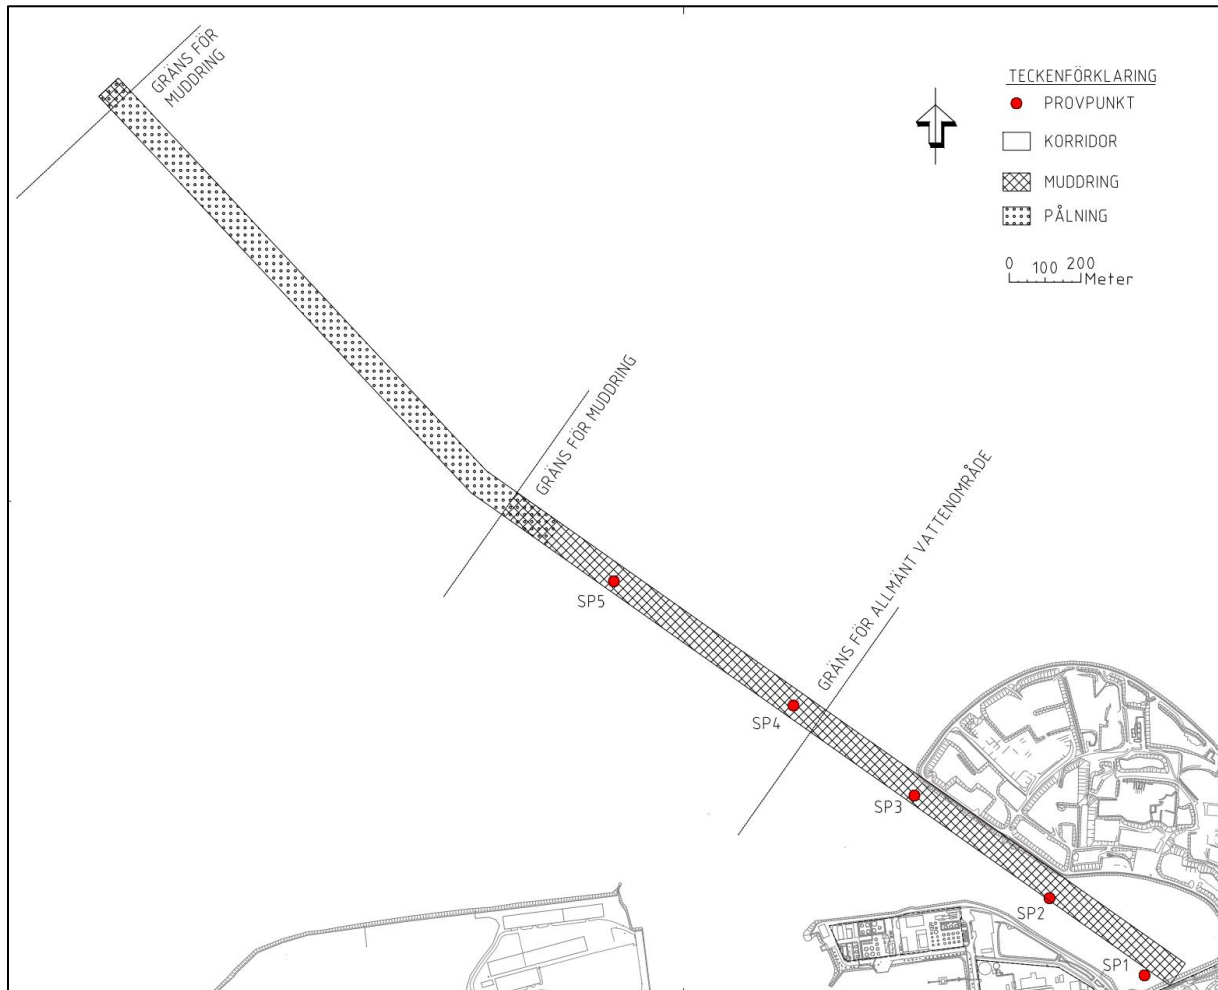 GRÄNS FÖR
MUDDRING
TECKENFÖRKLARING
PROVPUNKT
KORRIDOR
MUDDRING
PÅLNING
0 100 200
Meter
GRÄNS FÖR MUDDRING
GRÄNS FÖR ALLMÄNT VATTENOMRÅDE
SP5
SP4
SP3
SP2
SP1